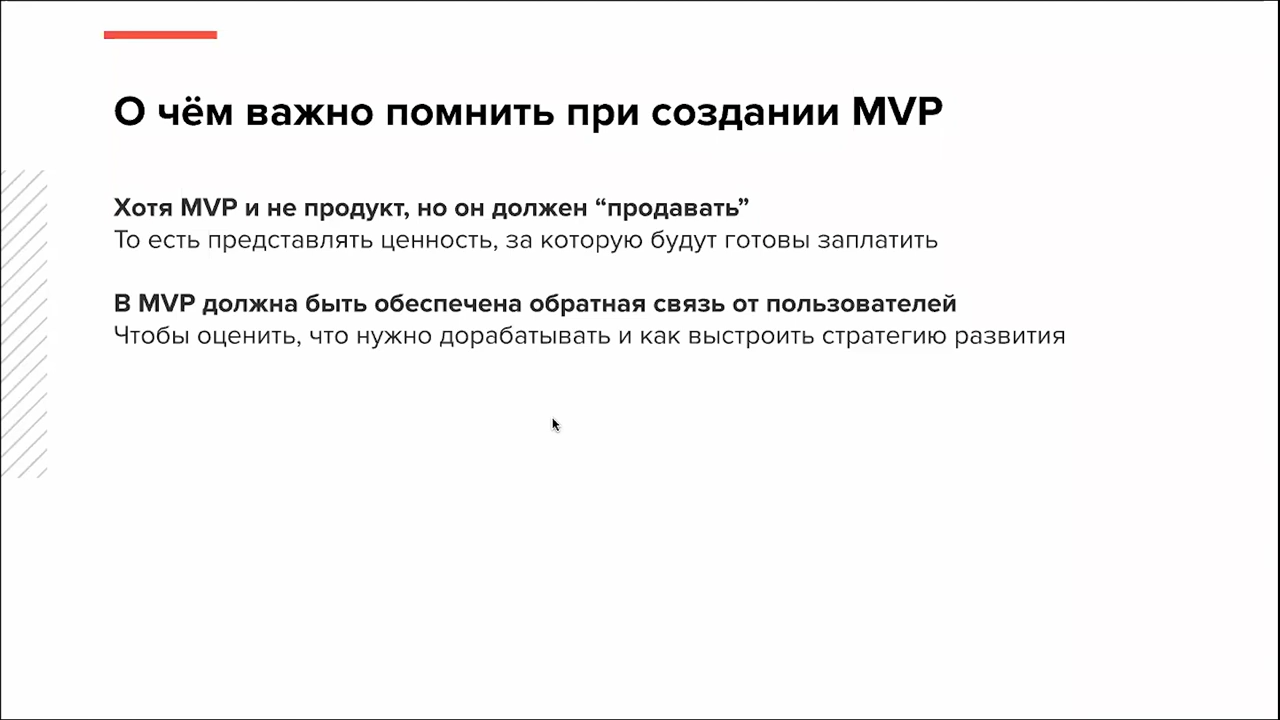 О чём важно помнить при создании MVP
Хотя MVP и не продукт, но он должен “продавать”
То есть представлять ценность, за которую будут готовы заплатить
В MVP должна быть обеспечена обратная связь от пользователей
Чтобы оценить, что нужно дорабатывать и как выстроить стратегию развития